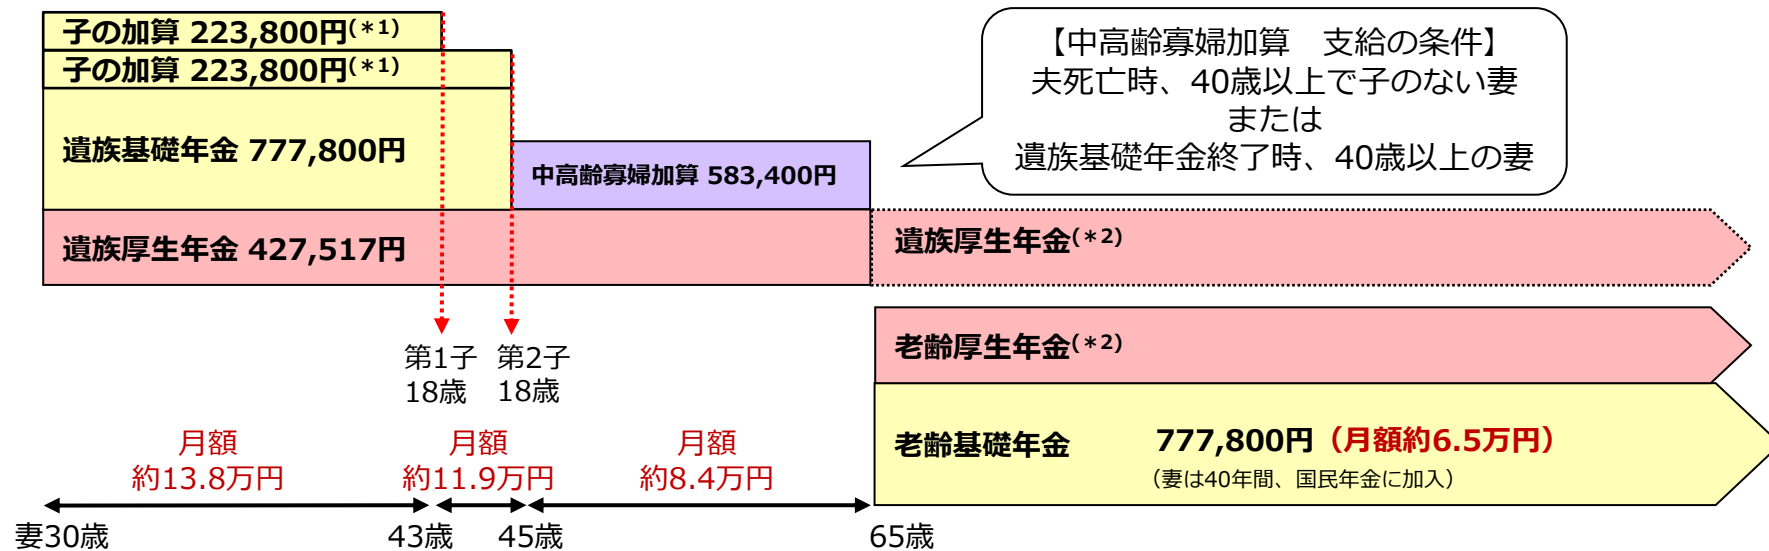 子の加算 223,800円(*1)
子の加算 223,800円(*1)
遺族基礎年金 777,800円
遺族厚生年金 427,517円
中高齢寡婦加算 583,400円
【中高齢寡婦加算　支給の条件】
夫死亡時、40歳以上で子のない妻
または
遺族基礎年金終了時、40歳以上の妻
遺族厚生年金(*2)
老齢厚生年金(*2)
老齢基礎年金 777,800円（月額約6.5万円）
（妻は40年間、国民年金に加入）
第1子
18歳
第2子
18歳
月額
約13.8万円
月額
約11.9万円
月額
約8.4万円
妻30歳
43歳
45歳
65歳